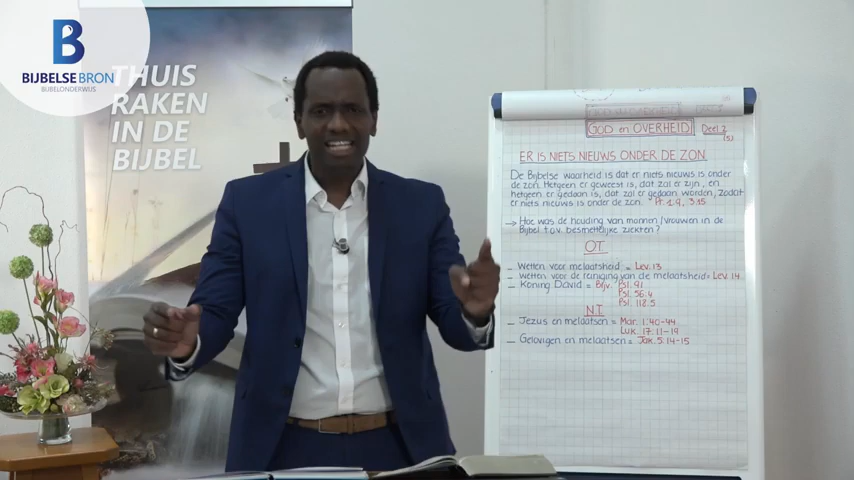 BIJBELSE BRON
BIJBELONDERWIJS
THUIS
RAKEN
IN DE
BIJBEL
GOD en OVERHEID Deel 2
ER IS NIETS NIEUWS ONDER DE ZON
De Bijbelse waarheid is dat er niets nieuws is onder
de zon. Hetgeen er geweest is, dat zal er zijn, en
hetgeen er gedaan is, dat zal er gedaan worden, zodat
er niets nieuws is onder de zon. Pr. 1:9, 3:15
→ Hoe was de houding van mannen/vrouwen in de
Bijbel t.o.v. besmettelijke ziekten?
OT
_ Wetten voor melaatsheid = Lev. 13
_ Wetten voor de reiniging van de melaatsheid = Lev. 14
_ Koning David = Bijv. Psl. 91
Psl. 56:4
Psl. 118:5
N.T
_ Jezus en melaatsen = Mar. 1:40-44
Luk. 17:11-19
_ Gelovigen en melaatsen = Jak. 5:14-15